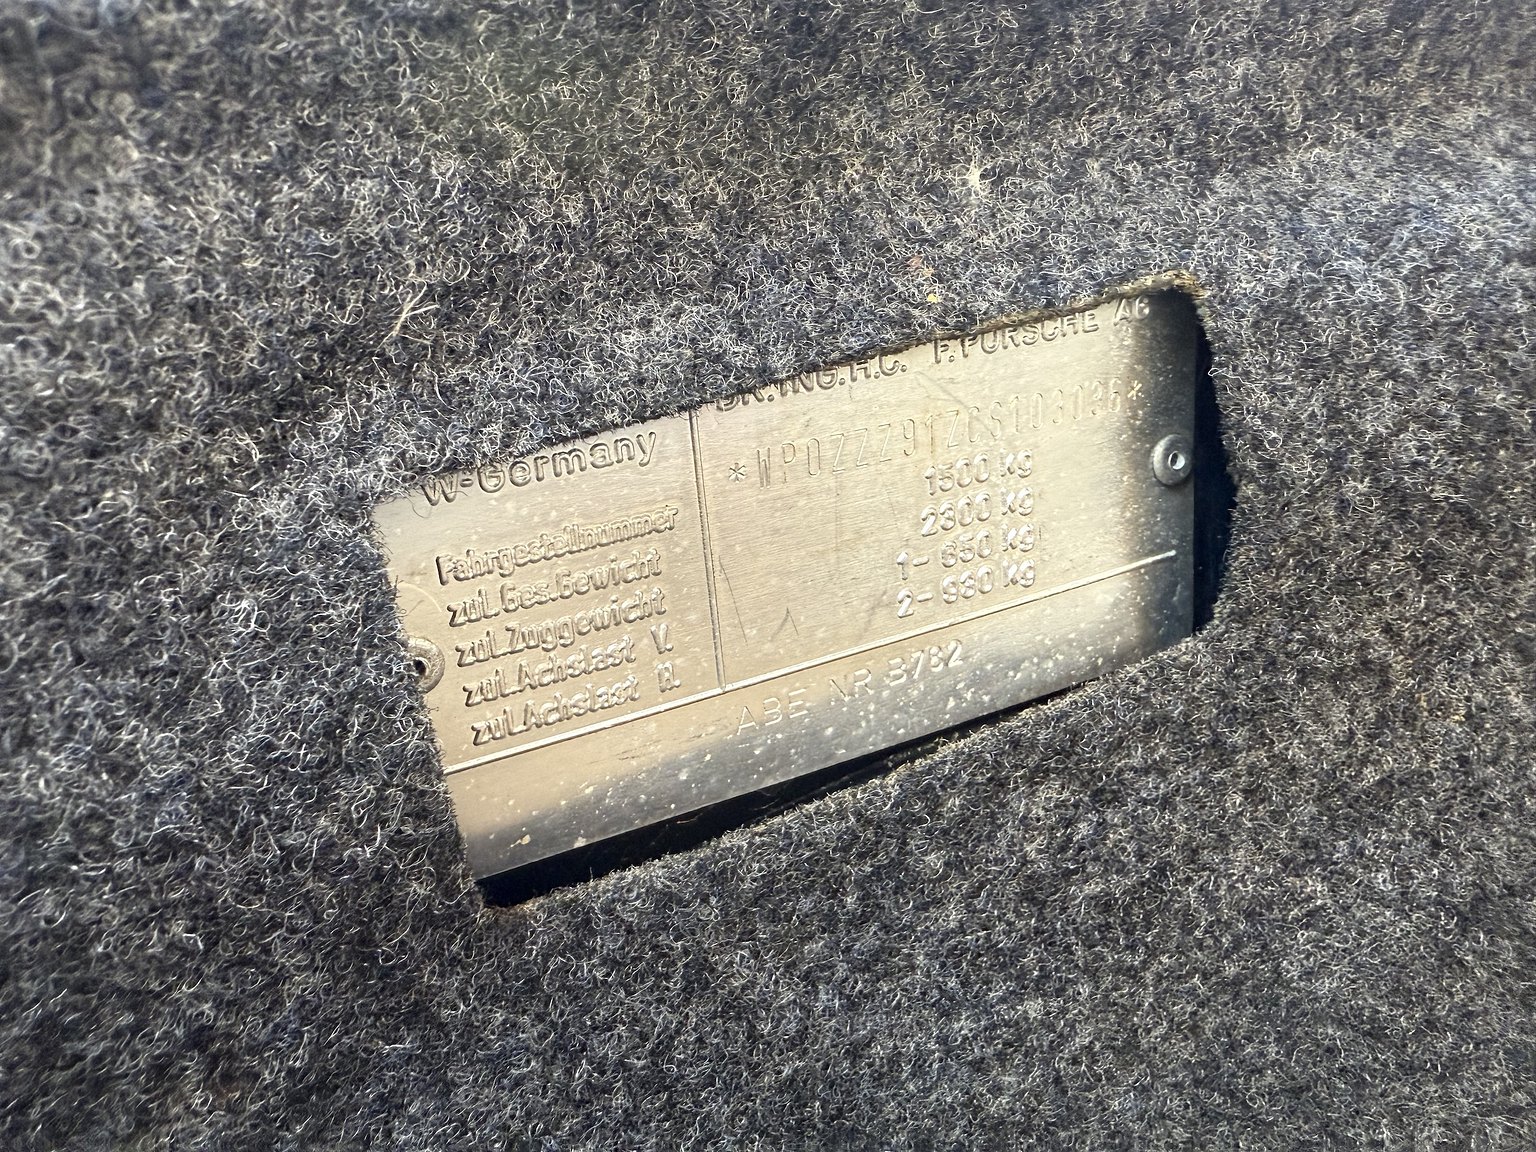 W-Germany
DR.ING.H.C. F.PORSCHE AG
Fahrgestellnummer
*WP0ZZZ91ZCS103036*
zul.Ges.Gewicht
1500 kg
zul.Zuggewicht
2300 kg
zul.Achslast V.
1- 650 kg
zul.Achslast H.
2- 930 kg
ABE NR B782